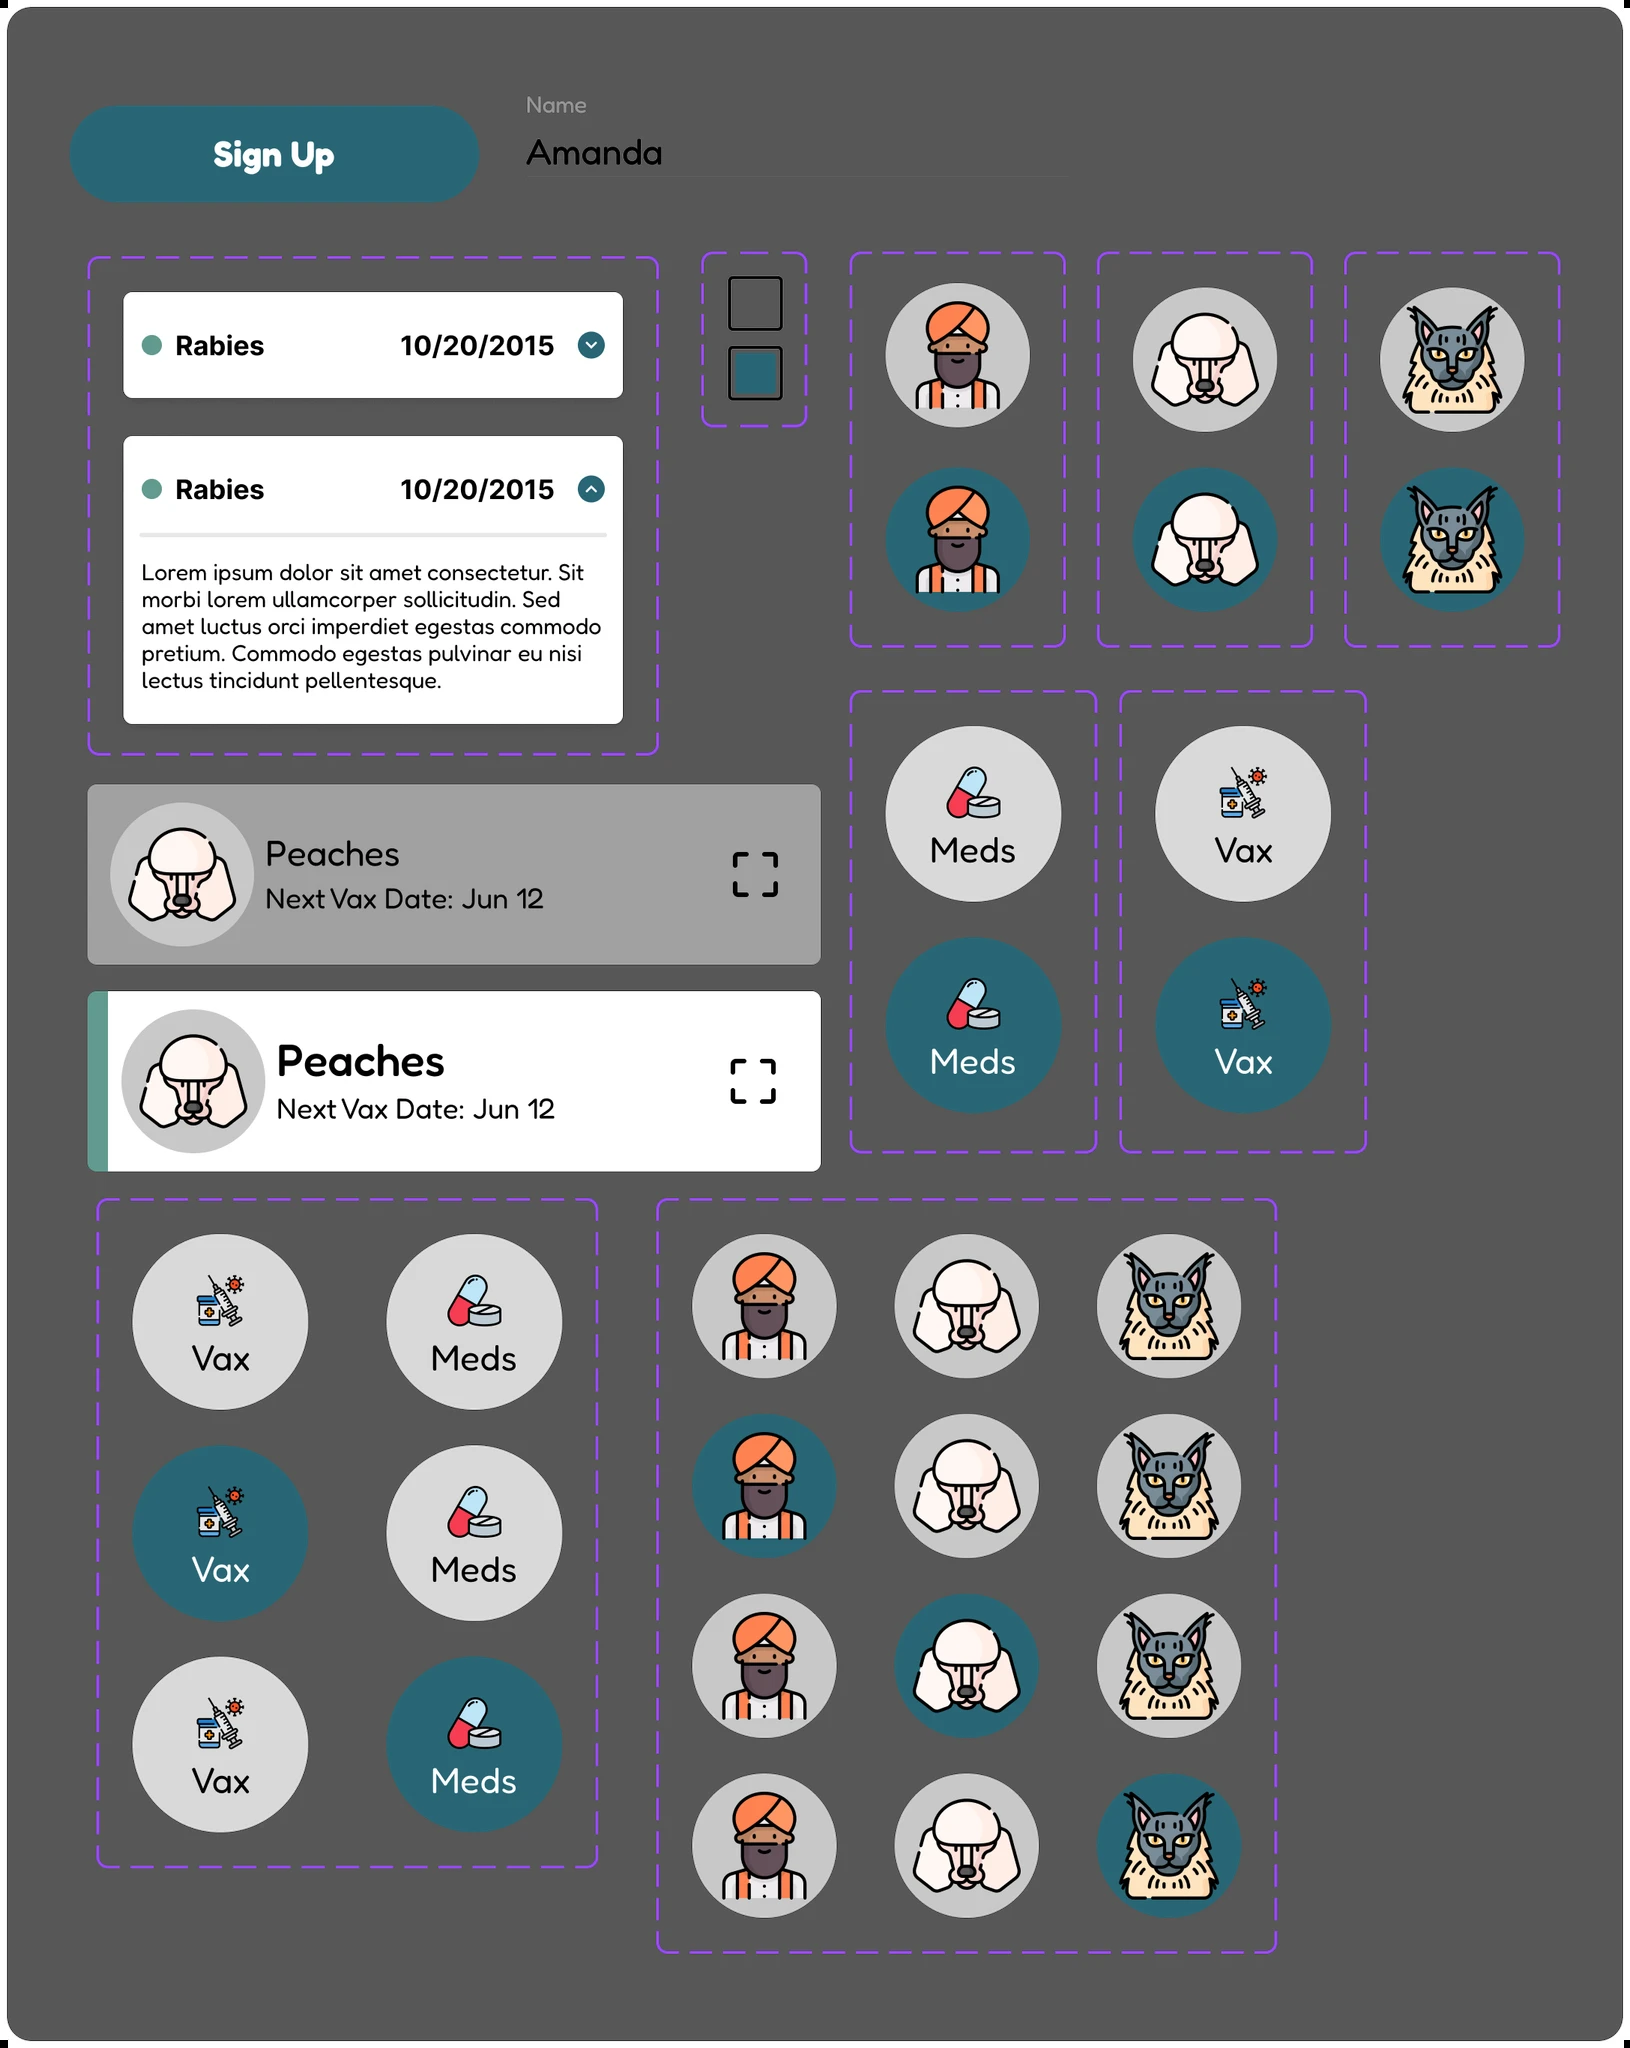 Name
Sign Up
Amanda
Rabies 10/20/2015
Rabies 10/20/2015
Lorem ipsum dolor sit amet consectetur. Sit
morbi lorem ullamcorper sollicitudin. Sed
amet luctus orci imperdiet egestas commodo
pretium. Commodo egestas pulvinar eu nisi
lectus tincidunt pellentesque.
Peaches
Next Vax Date: Jun 12
Meds Vax
Peaches
Next Vax Date: Jun 12
Meds Vax
Vax Meds
Vax Meds
Vax Meds